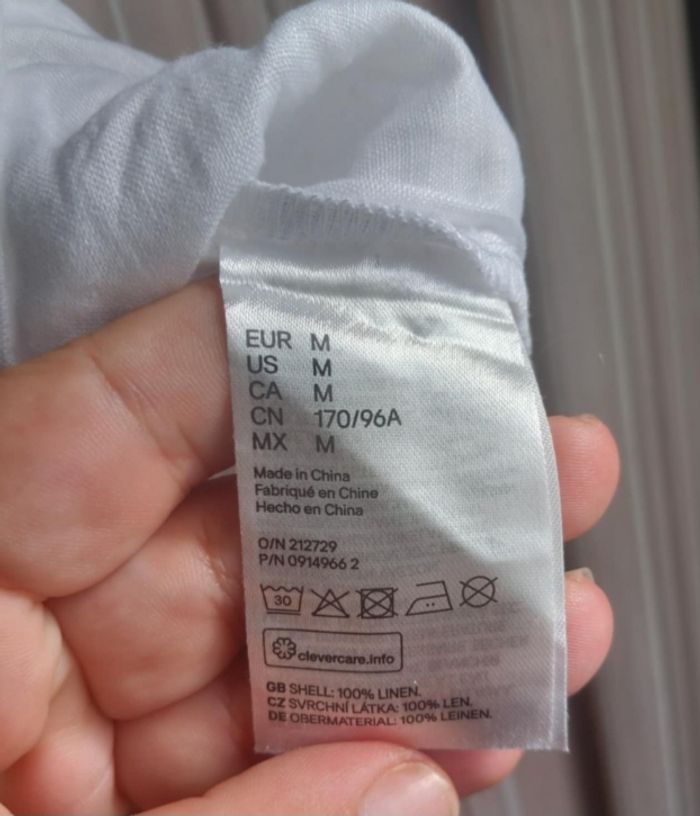 EUR M
US M
CA M
CN 170/96A
MX M
Made in China
Fabriqué en Chine
Hecho en China
O/N 212729
P/N 0914966 2
30
clevercare.info
GB SHELL: 100% LINEN.
CZ SVRCHNÍ LÁTKA: 100% LEN.
DE OBERMATERIAL: 100% LEINEN.